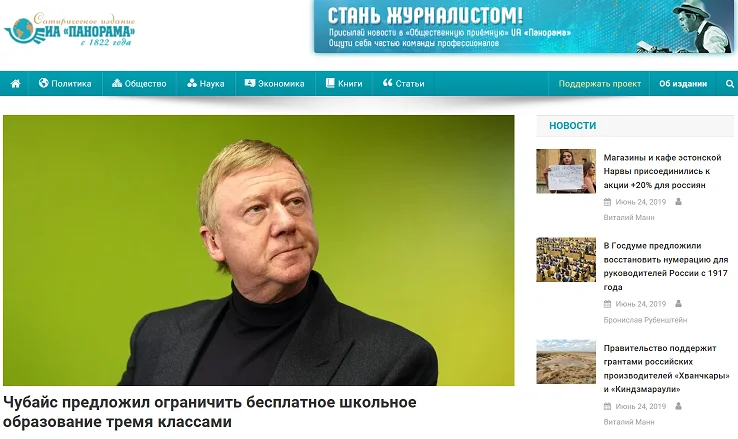 Сатирическое издание
ИА «ПАНОРАМА»
с 1822 года
СТАНЬ ЖУРНАЛИСТОМ!
Присылай новости в «Общественную приёмную» ИА «Панорама»
Ощути себя частью команды профессионалов
Политика Общество Наука Экономика Книги Статьи Поддержать проект Об издании
НОВОСТИ
Магазины и кафе эстонской
Нарвы присоединились к
акции +20% для россиян
Июнь 24, 2019
Виталий Манн
В Госдуме предложили
восстановить нумерацию для
руководителей России с 1917
года
Июнь 24, 2019
Бронислав Рубенштейн
Правительство поддержит
грантами российских
производителей «Хванчкары»
и «Киндзмараули»
Июнь 24, 2019
Виталий Манн
Чубайс предложил ограничить бесплатное школьное
образование тремя классами